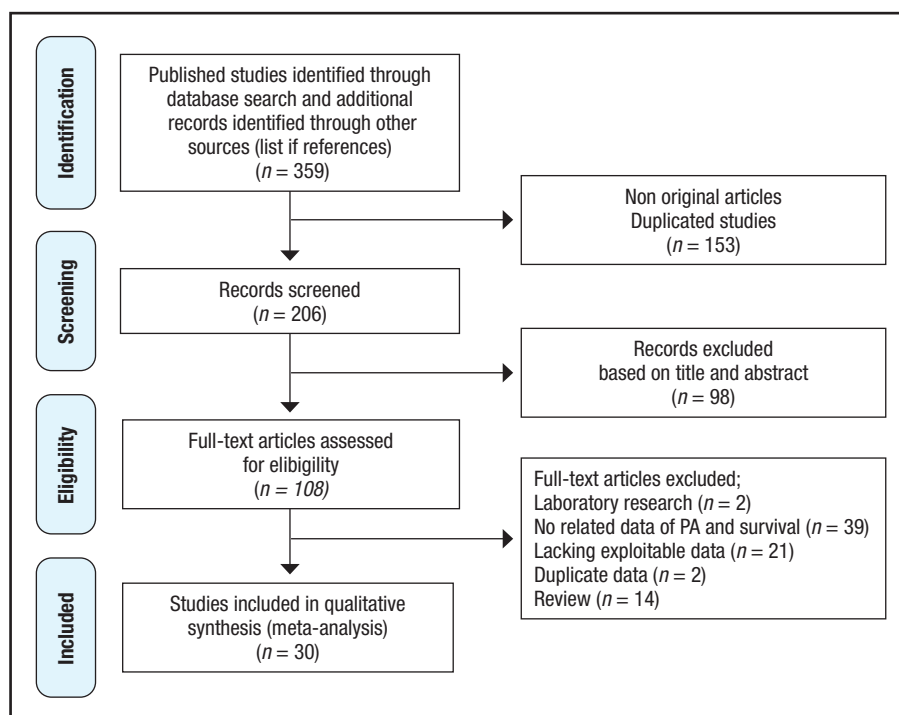 Identification
Published studies identified through
database search and additional
records identified through other
sources (list if references)
(n = 359)
Non original articles
Duplicated studies
(n = 153)
Screening
Records screened
(n = 206)
Records excluded
based on title and abstract
(n = 98)
Eligibility
Full-text articles assessed
for elibigility
(n = 108)
Full-text articles excluded;
Laboratory research (n = 2)
No related data of PA and survival (n = 39)
Lacking exploitable data (n = 21)
Duplicate data (n = 2)
Review (n = 14)
Included
Studies included in qualitative
synthesis (meta-analysis)
(n = 30)